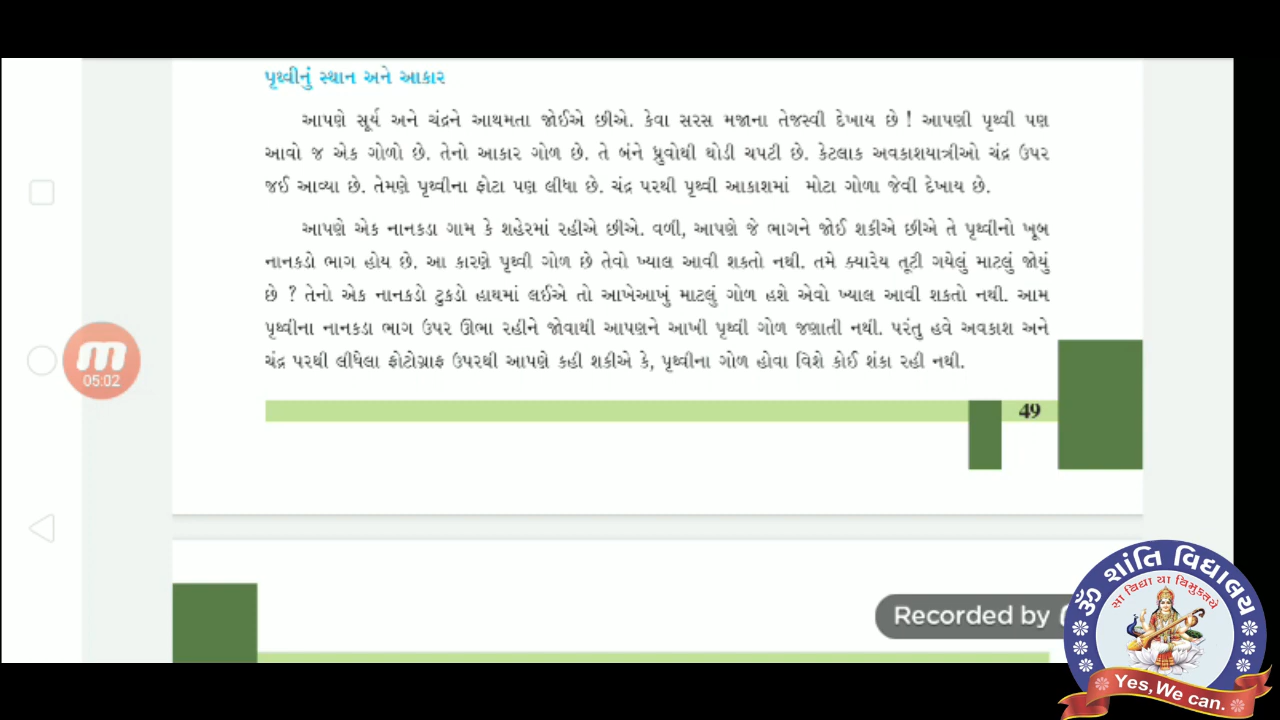 પૃથ્વીનું સ્થાન અને આકાર
આપણે સૂર્ય અને ચંદ્રને આથમતા જોઈએ છીએ. કેવા સરસ મજાના તેજસ્વી દેખાય છે ! આપણી પૃથ્વી પણ
આવો જ એક ગોળો છે. તેનો આકાર ગોળ છે. તે બંને ધ્રુવોથી થોડી ચપટી છે. કેટલાક અવકાશયાત્રીઓ ચંદ્ર ઉપર
જઈ આવ્યા છે. તેમણે પૃથ્વીના ફોટા પણ લીધા છે. ચંદ્ર પરથી પૃથ્વી આકાશમાં મોટા ગોળા જેવી દેખાય છે.
આપણે એક નાનકડા ગામ કે શહેરમાં રહીએ છીએ. વળી, આપણે જે ભાગને જોઈ શકીએ છીએ તે પૃથ્વીનો ખૂબ
નાનકડો ભાગ હોય છે. આ કારણે પૃથ્વી ગોળ છે તેવો ખ્યાલ આવી શકતો નથી. તમે ક્યારેય તૂટી ગયેલું માટલું જોયું
છે ? તેનો એક નાનકડો ટુકડો હાથમાં લઈએ તો આખેઆખું માટલું ગોળ હશે એવો ખ્યાલ આવી શકતો નથી. આમ
પૃથ્વીના નાનકડા ભાગ ઉપર ઊભા રહીને જોવાથી આપણને આખી પૃથ્વી ગોળ જણાતી નથી. પરંતુ હવે અવકાશ અને
ચંદ્ર પરથી લીધેલા ફોટોગ્રાફ ઉપરથી આપણે કહી શકીએ કે, પૃથ્વીના ગોળ હોવા વિશે કોઈ શંકા રહી નથી.
05:02
49
Recorded by
ૐ શાંતિ વિદ્યાલય
સા વિદ્યા યા વિમુક્તયે
Yes, We can.